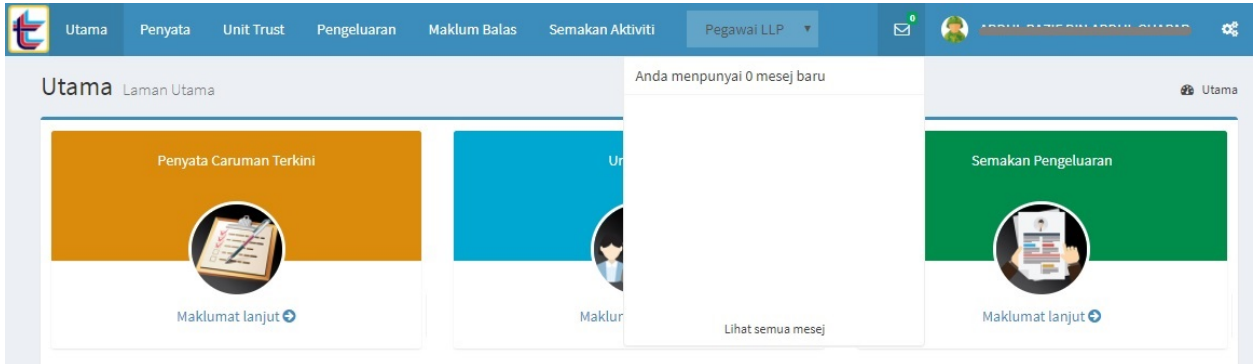 Utama Penyata Unit Trust Pengeluaran Maklum Balas Semakan Aktiviti Pegawai LLP 0
Utama Laman Utama
Anda menpunyai 0 mesej baru
Utama
Penyata Caruman Terkini
Semakan Pengeluaran
Maklumat lanjut
Maklumat lanjut
Lihat semua mesej